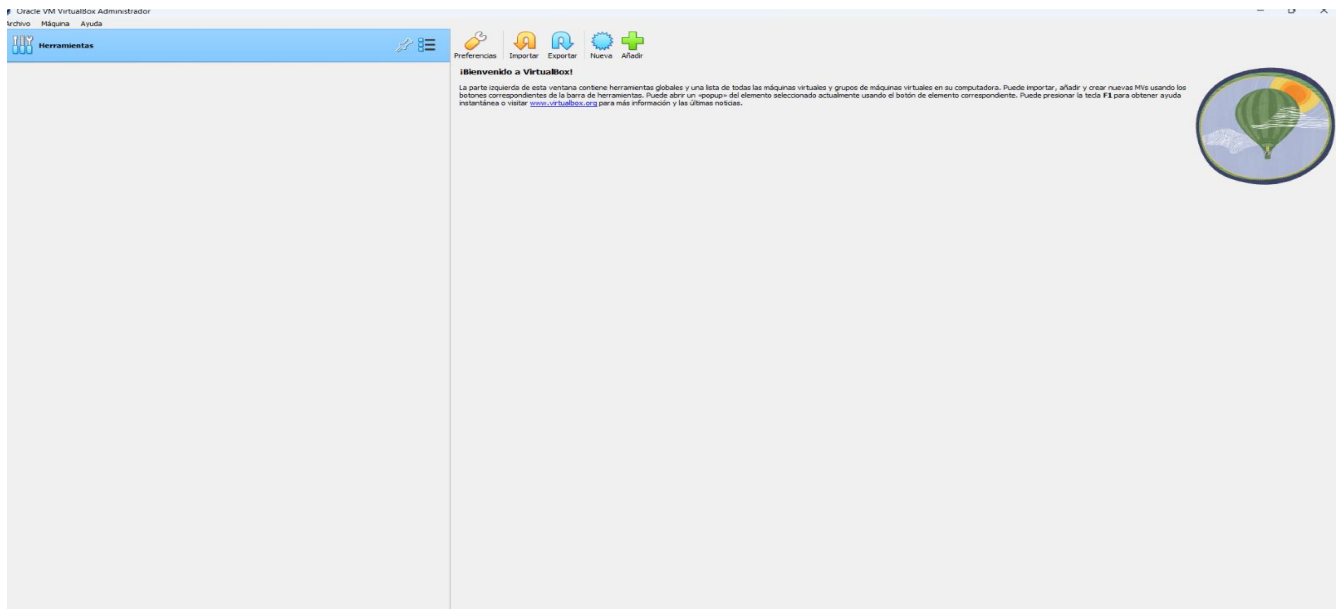 Oracle VM VirtualBox Administrador
Archivo Máquina Ayuda
Herramientas
Preferencias Importar Exportar Nueva Añadir
¡Bienvenido a VirtualBox!
La parte izquierda de esta ventana contiene herramientas globales y una lista de todas las máquinas virtuales y grupos de máquinas virtuales en su computadora. Puede importar, añadir y crear nuevas MVs usando los
botones correspondientes de la barra de herramientas. Puede abrir un «popup» del elemento seleccionado actualmente usando el botón de elemento correspondiente. Puede presionar la tecla F1 para obtener ayuda
instantánea o visitar www.virtualbox.org para más información y las últimas noticias.